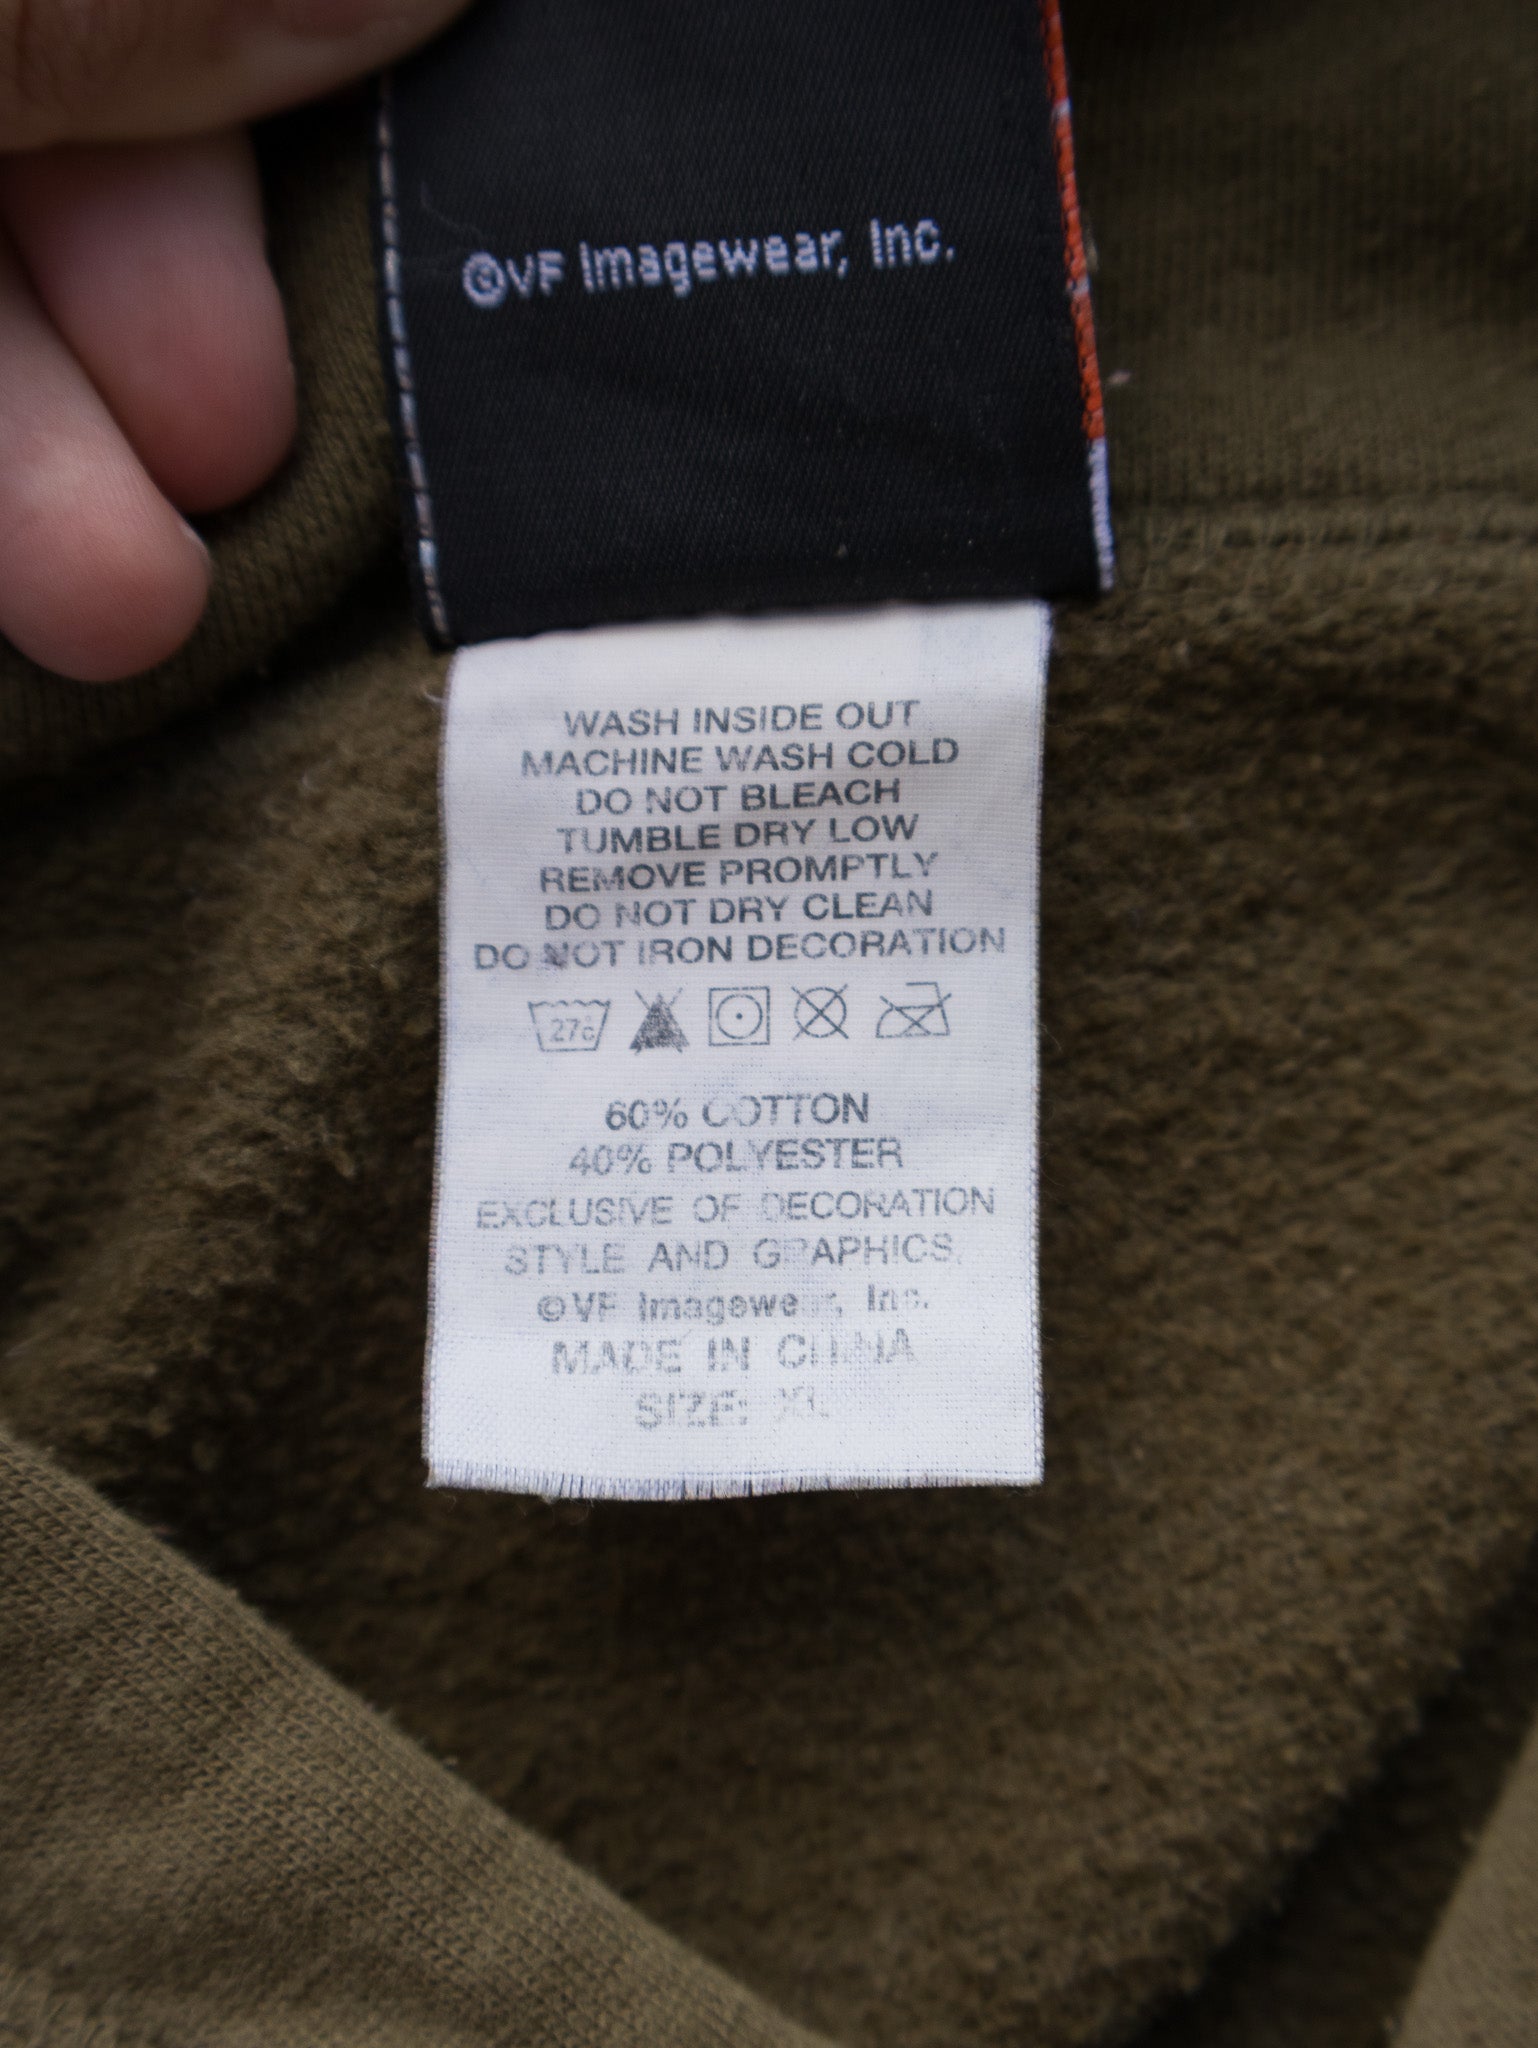 ©VF Imagewear, Inc.
WASH INSIDE OUT
MACHINE WASH COLD
DO NOT BLEACH
TUMBLE DRY LOW
REMOVE PROMPTLY
DO NOT DRY CLEAN
DO NOT IRON DECORATION
27c
60% COTTON
40% POLYESTER
EXCLUSIVE OF DECORATION
STYLE AND GRAPHICS.
©VF Imagewear, Inc.
MADE IN CHINA
SIZE: XL